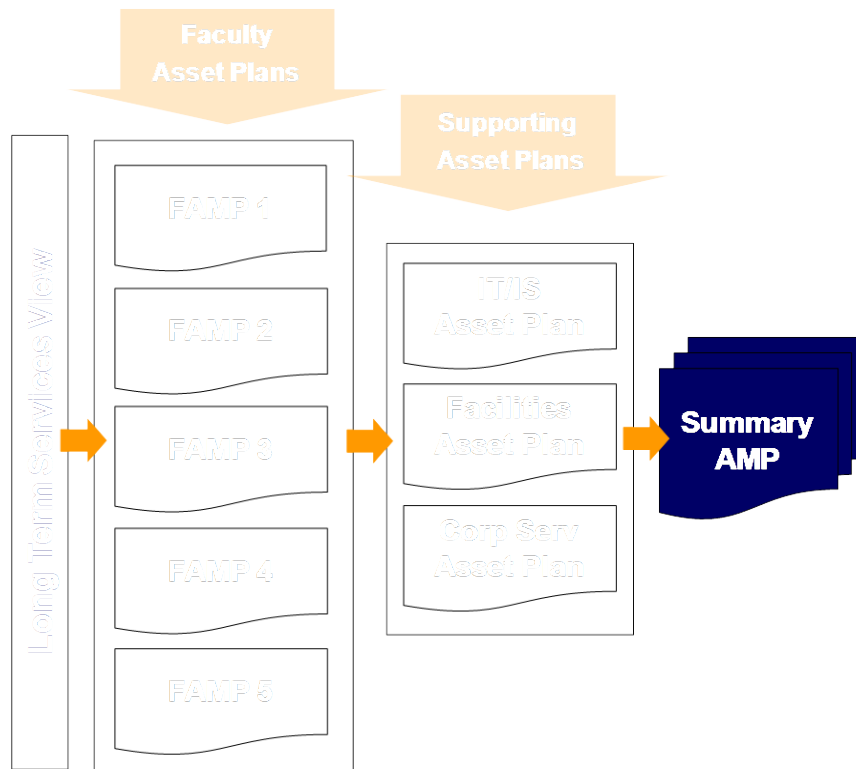 Faculty
Asset Plans
Supporting
Asset Plans
Long Term Services View
FAMP 1
FAMP 2
FAMP 3
FAMP 4
FAMP 5
IT/IS
Asset Plan
Facilities
Asset Plan
Corp Serv
Asset Plan
Summary
AMP